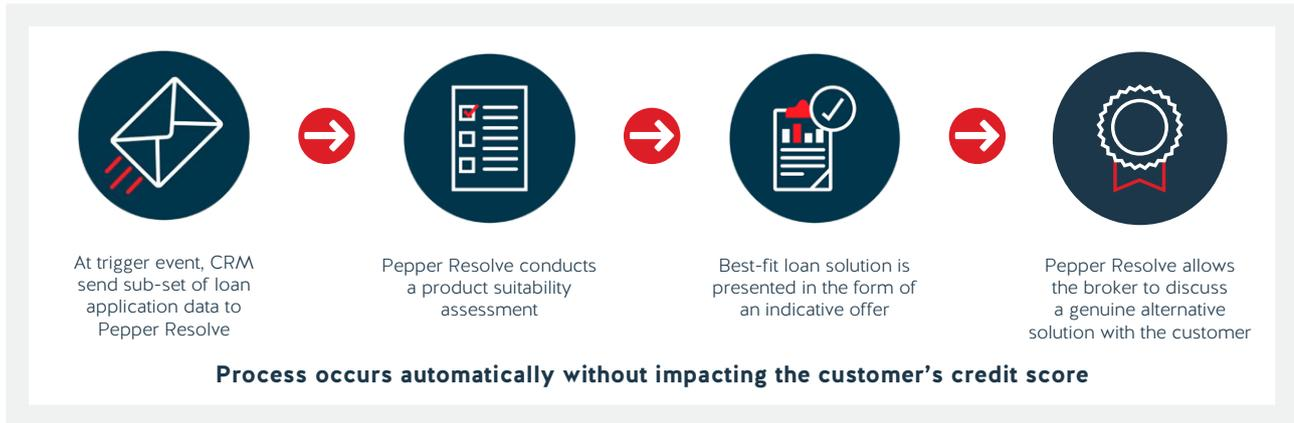 At trigger event, CRM
send sub-set of loan
application data to
Pepper Resolve
Pepper Resolve conducts
a product suitability
assessment
Best-fit loan solution is
presented in the form of
an indicative offer
Pepper Resolve allows
the broker to discuss
a genuine alternative
solution with the customer
Process occurs automatically without impacting the customer’s credit score